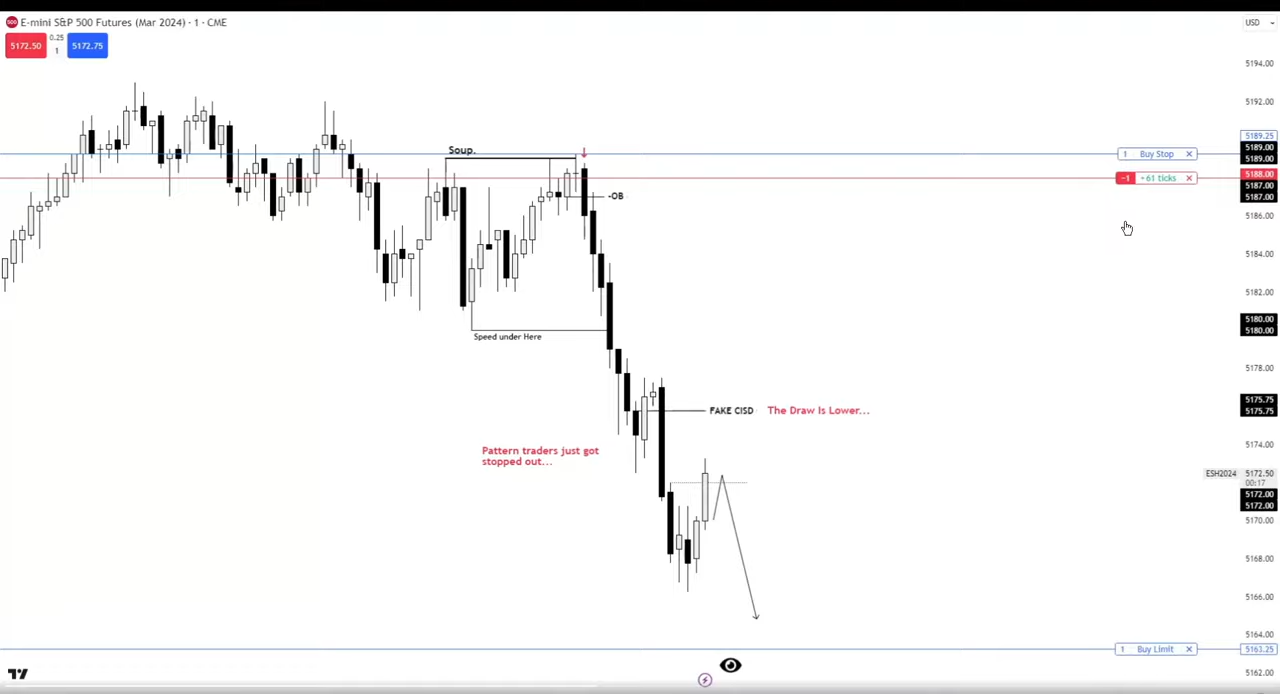 E-mini S&P 500 Futures (Mar 2024) · 1 · CME
USD
5172.50
0.25
1
5172.75
5194.00
5192.00
5189.25
5189.00
5189.00
1 Buy Stop
Soup.
5188.00
-1 +61 ticks
5187.00
5187.00
-OB
5186.00
5184.00
5182.00
5180.00
5180.00
Speed under Here
5178.00
5175.75
5175.75
FAKE CISD
The Draw Is Lower...
5174.00
Pattern traders just got
stopped out...
ESH2024
5172.50
00:17
5172.00
5172.00
5170.00
5168.00
5166.00
5164.00
1 Buy Limit
5163.25
5162.00